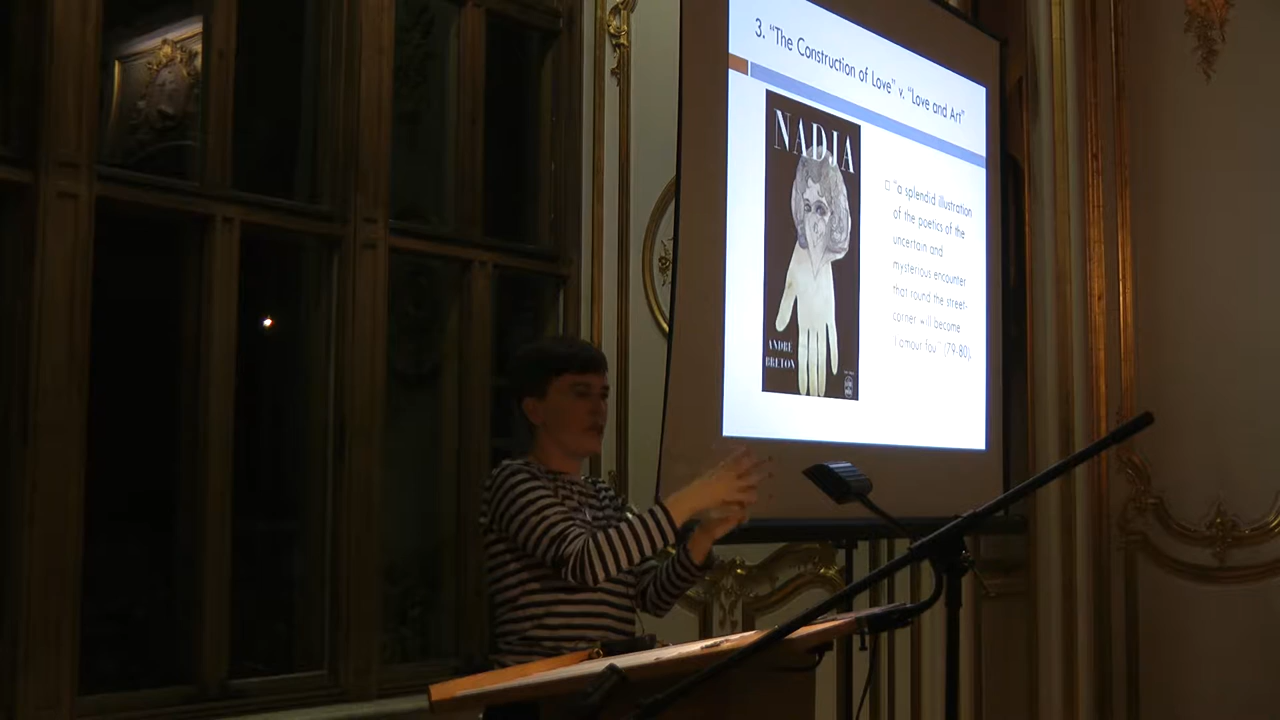 3. "The Construction of Love" v. "Love and Art"
NADJA
ANDRÉ
BRETON
□ "a splendid illustration
of the poetics of the
uncertain and
mysterious encounter
that round the street-
corner will become
l'amour fou" (79-80).